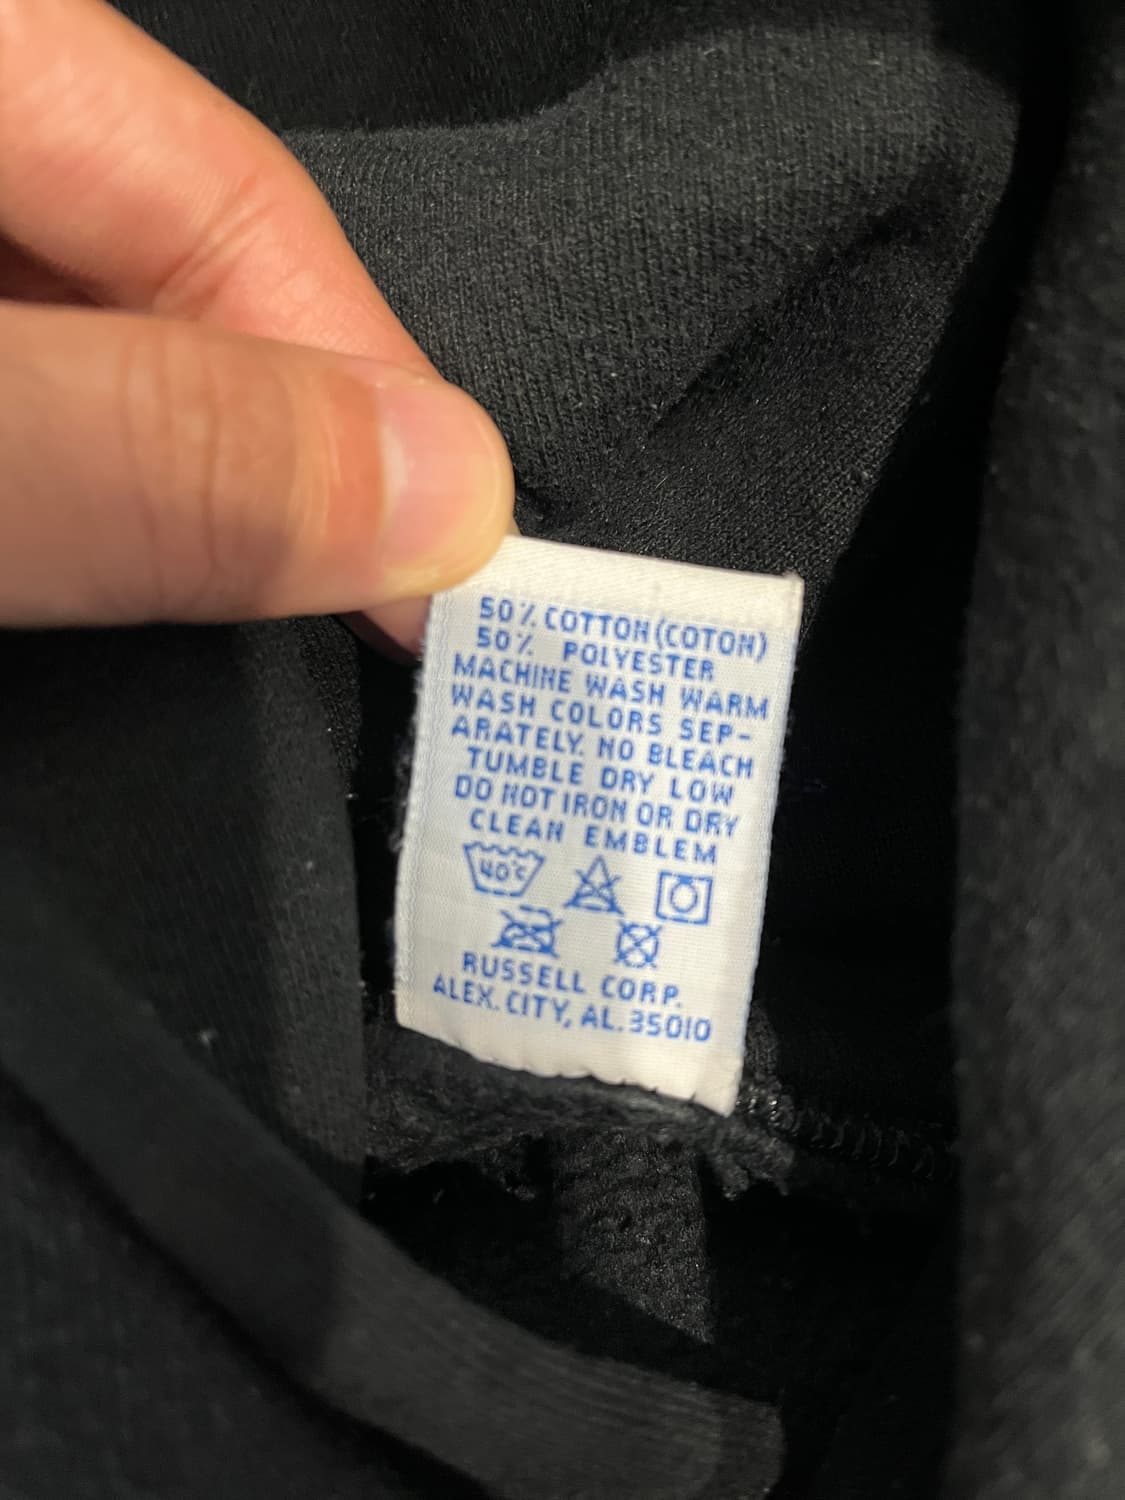 50% COTTON (COTON)
50% POLYESTER
MACHINE WASH WARM
WASH COLORS SEP-
ARATELY. NO BLEACH
TUMBLE DRY LOW
DO NOT IRON OR DRY
CLEAN EMBLEM
40°C
RUSSELL CORP.
ALEX. CITY, AL. 35010